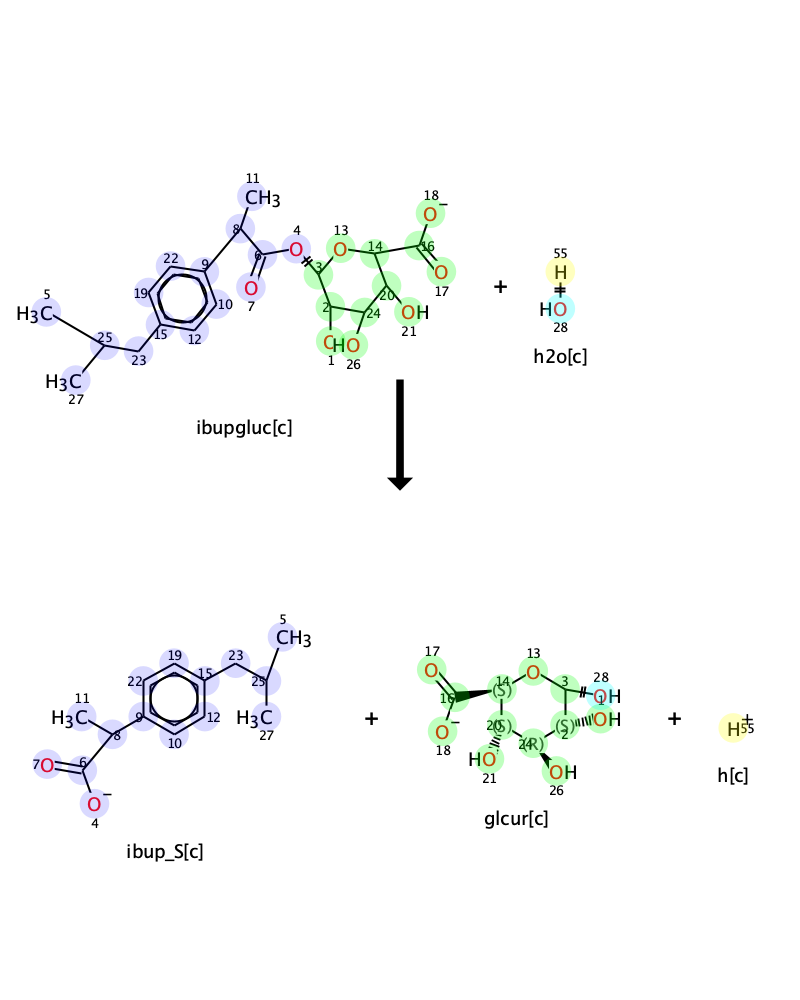 11
CH3
18
O−
4
13
O
O
8
14
16
6
3
O
7
O
17
22
9
19
10
2
20
24
OH
21
5
H3C
15
12
O
1
HO
26
25
23
H3C
27
+
55
H
HO
28
h2o[c]
ibupgluc[c]
5
CH3
19
23
22
15
25
11
H3C
9
12
H3C
27
8
10
7
O
6
O−
4
ibup_S[c]
+
17
O
13
O
14
(S)
3
28
OH
16
1
OH
O−
18
20
(S)
(S)
2
24
(R)
HO
21
OH
26
glcur[c]
+
H+
55
h[c]